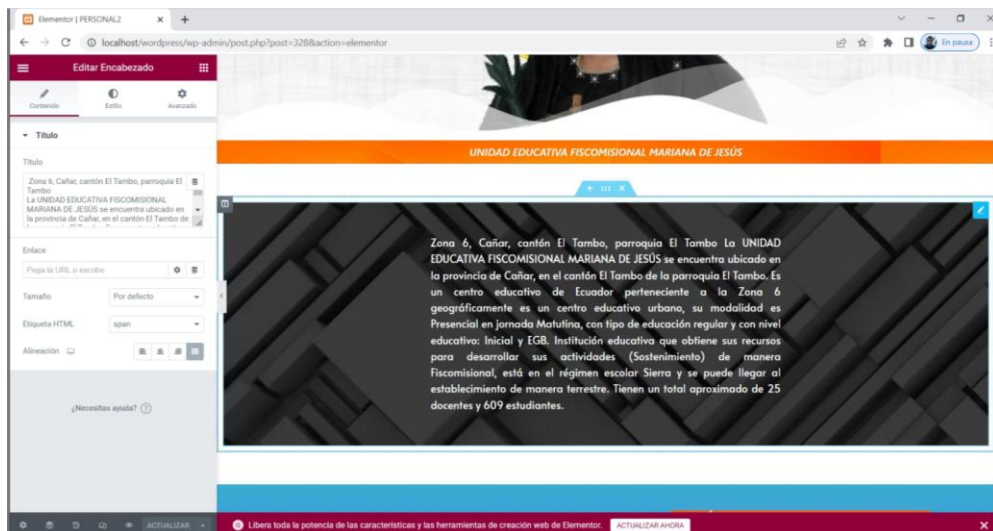 Elementor | PERSONAL2
localhost/wordpress/wp-admin/post.php?post=328&action=elementor
En pausa
Editar Encabezado
Contenido
Estilo
Avanzado
Título
Título
Zona 6, Cañar, cantón El Tambo, parroquia El
Tambo
La UNIDAD EDUCATIVA FISCOMISIONAL
MARIANA DE JESÚS se encuentra ubicado en
la provincia de Cañar, en el cantón El Tambo de
Enlace
Pega la URL o escribe
Tamaño
Por defecto
Etiqueta HTML
span
Alineación
¿Necesitas ayuda?
ACTUALIZAR
UNIDAD EDUCATIVA FISCOMISIONAL MARIANA DE JESÚS
Zona 6, Cañar, cantón El Tambo, parroquia El Tambo La UNIDAD
EDUCATIVA FISCOMISIONAL MARIANA DE JESÚS se encuentra ubicado en
la provincia de Cañar, en el cantón El Tambo de la parroquia El Tambo. Es
un centro educativo de Ecuador perteneciente a la Zona 6
geográficamente es un centro educativo urbano, su modalidad es
Presencial en jornada Matutina, con tipo de educación regular y con nivel
educativo: Inicial y EGB. Institución educativa que obtiene sus recursos
para desarrollar sus actividades (Sostenimiento) de manera
Fiscomisional, está en el régimen escolar Sierra y se puede llegar al
establecimiento de manera terrestre. Tienen un total aproximado de 25
docentes y 609 estudiantes.
Libera toda la potencia de las características y las herramientas de creación web de Elementor.
ACTUALIZAR AHORA